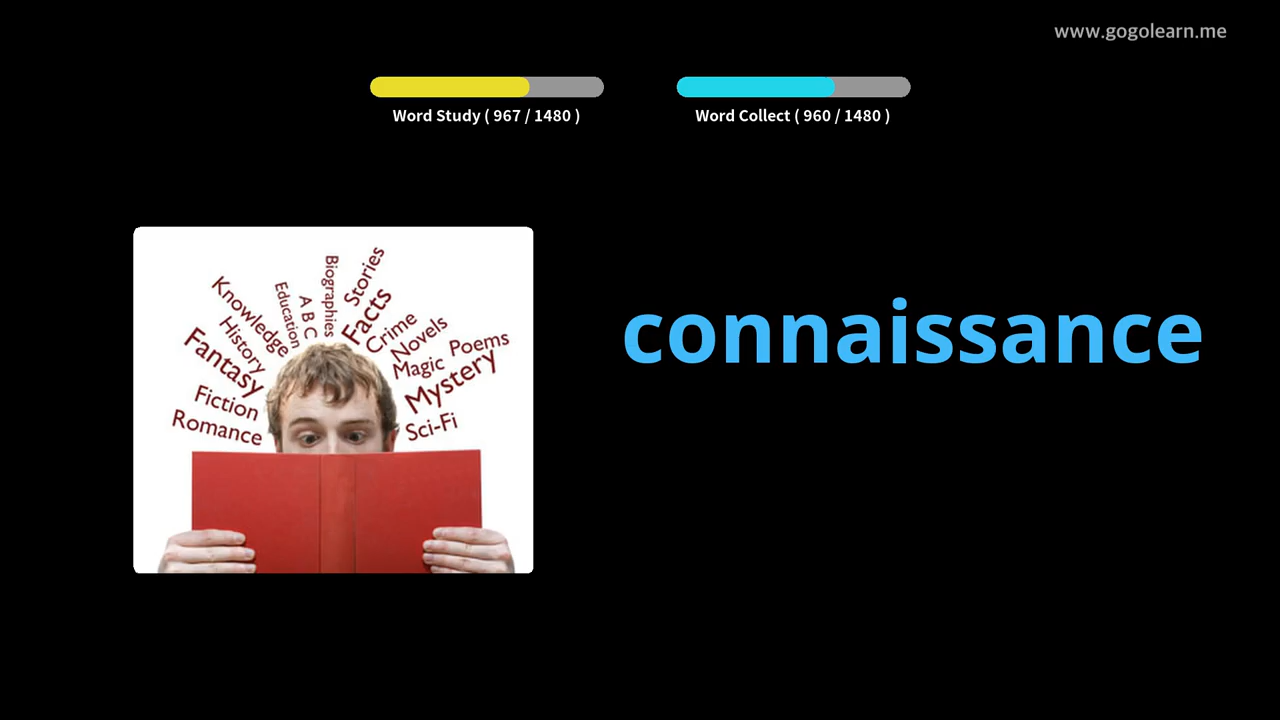 www.gogolearn.me
Word Study ( 967 / 1480 )
Word Collect ( 960 / 1480 )
Knowledge
Education
A B C
Biographies
Stories
History
Facts
Crime
Novels
Fantasy
Magic
Poems
Fiction
Mystery
Romance
Sci-Fi
connaissance